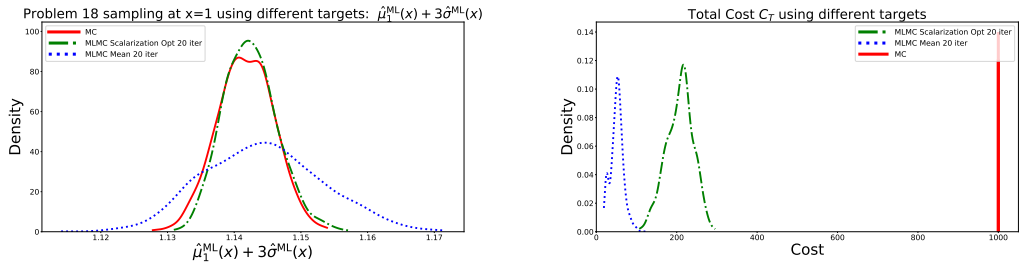 Problem 18 sampling at x=1 using different targets: μ̂₁ᴹᴸ(x) + 3σ̂ᴹᴸ(x)
MC
MLMC Scalarization Opt 20 iter
MLMC Mean 20 iter
100
80
60
40
20
0
Density
1.12
1.13
1.14
1.15
1.16
1.17
μ̂₁ᴹᴸ(x) + 3σ̂ᴹᴸ(x)
Total Cost C_T using different targets
MLMC Scalarization Opt 20 iter
MLMC Mean 20 iter
MC
0.14
0.12
0.10
0.08
0.06
0.04
0.02
0.00
Density
0
200
400
600
800
1000
Cost